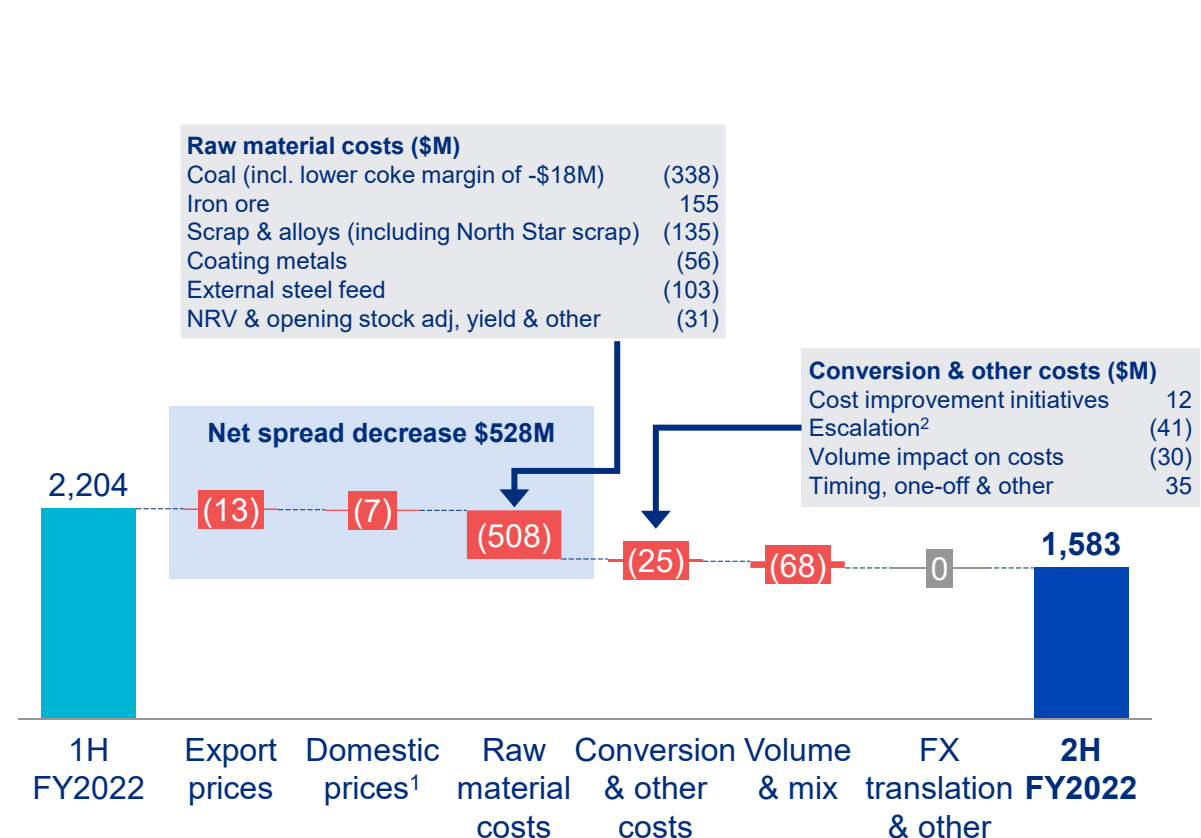 Raw material costs ($M)
Coal (incl. lower coke margin of -$18M) (338)
Iron ore 155
Scrap & alloys (including North Star scrap) (135)
Coating metals (56)
External steel feed (103)
NRV & opening stock adj, yield & other (31)
Conversion & other costs ($M)
Cost improvement initiatives 12
Escalation² (41)
Volume impact on costs (30)
Timing, one-off & other 35
Net spread decrease $528M
2,204
(13)
(7)
(508)
(25)
(68)
0
1,583
1H
FY2022
Export
prices
Domestic
prices¹
Raw
material
costs
Conversion
& other
costs
Volume
& mix
FX
translation
& other
2H
FY2022